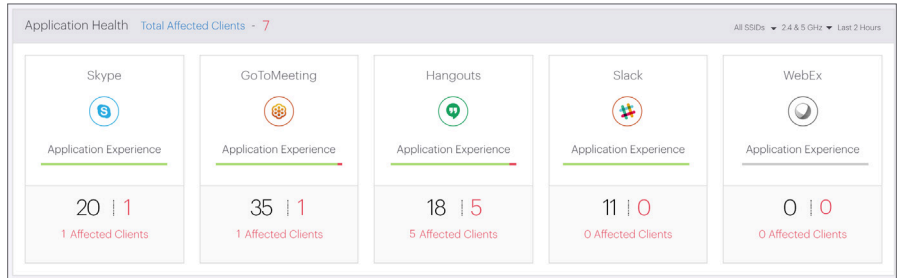 Application Health Total Affected Clients - 7
All SSIDs 2.4 & 5 GHz Last 2 Hours
Skype
GoToMeeting
Hangouts
Slack
WebEx
S
Application Experience
Application Experience
Application Experience
Application Experience
Application Experience
20 1
35 1
18 5
11 0
0 0
1 Affected Clients
1 Affected Clients
5 Affected Clients
0 Affected Clients
0 Affected Clients